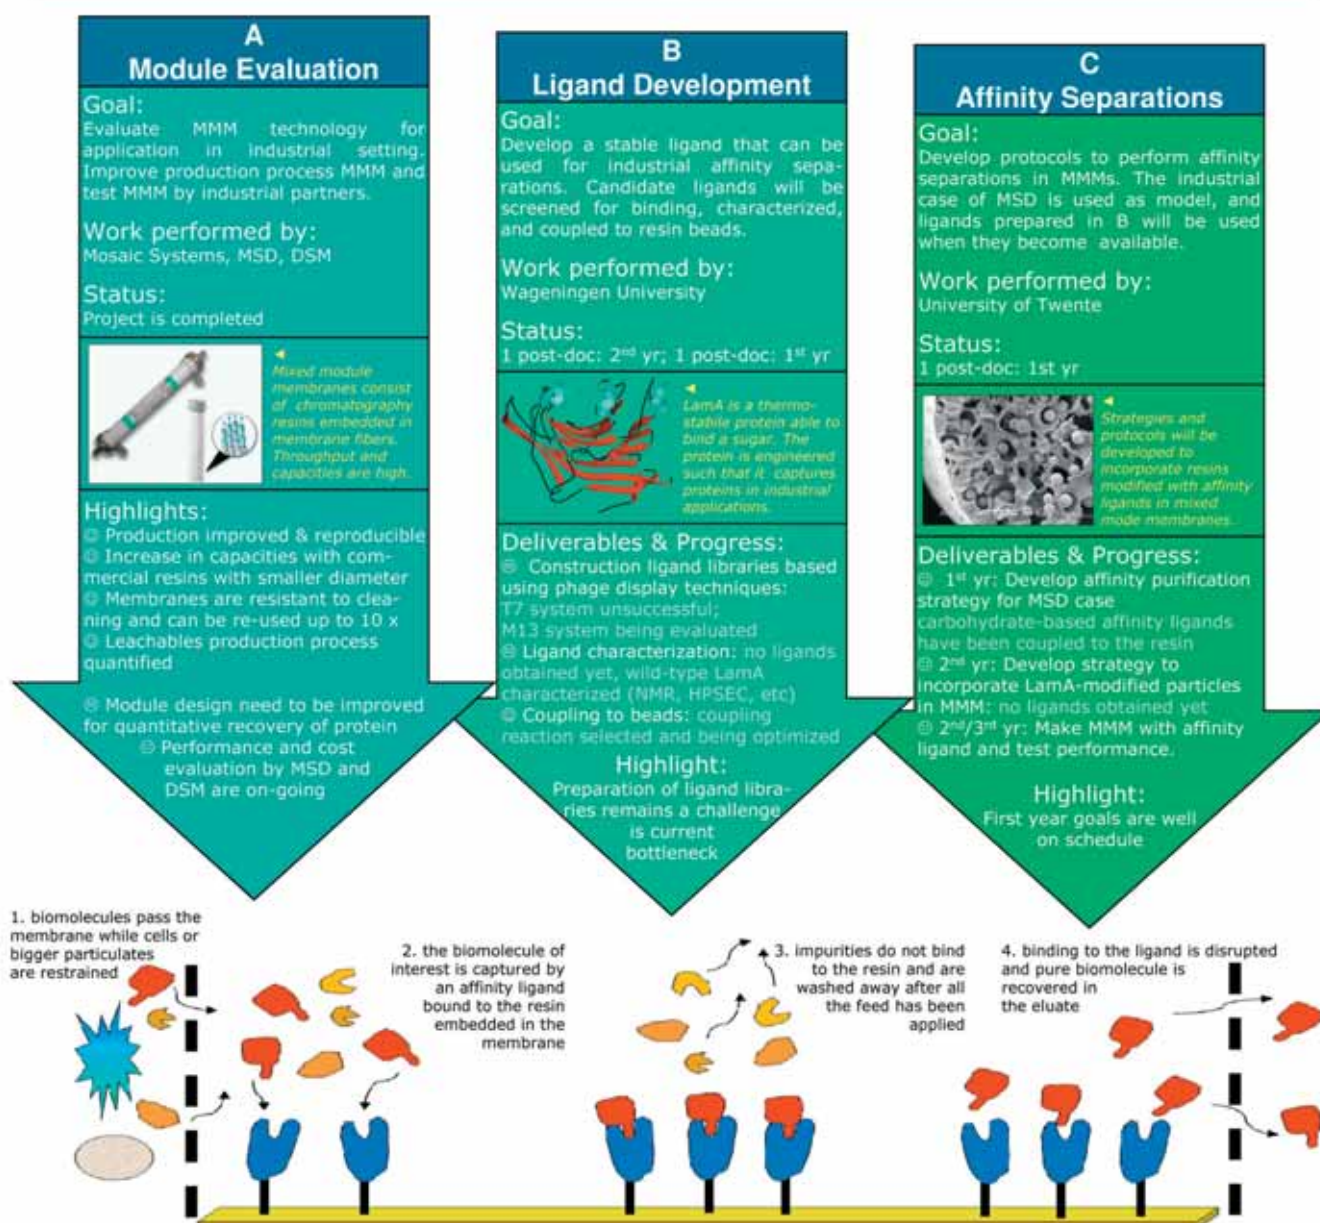 A
Module Evaluation
Goal:
Evaluate MMM technology for
application in industrial setting.
Improve production process MMM and
test MMM by industrial partners.
Work performed by:
Mosaic Systems, MSD, DSM
Status:
Project is completed
◄
Mixed module
membranes consist
of chromatography
resins embedded in
membrane fibers.
Throughput and
capacities are high.
Highlights:
☺ Production improved & reproducible
☺ Increase in capacities with com-
mercial resins with smaller diameter
☺ Membranes are resistant to clea-
ning and can be re-used up to 10 x
☺ Leachables production process
quantified
☹ Module design need to be improved
for quantitative recovery of protein
😐 Performance and cost
evaluation by MSD and
DSM are on-going
B
Ligand Development
Goal:
Develop a stable ligand that can be
used for industrial affinity sepa-
rations. Candidate ligands will be
screened for binding, characterized,
and coupled to resin beads.
Work performed by:
Wageningen University
Status:
1 post-doc: 2nd yr; 1 post-doc: 1st yr
◄
LamA is a thermo-
stabile protein able to
bind a sugar. The
protein is engineered
such that it captures
proteins in industrial
applications.
Deliverables & Progress:
☹ Construction ligand libraries based
using phage display techniques:
T7 system unsuccessful;
M13 system being evaluated
☹ Ligand characterization: no ligands
obtained yet, wild-type LamA
characterized (NMR, HPSEC, etc)
☺ Coupling to beads: coupling
reaction selected and being optimized
Highlight:
Preparation of ligand libra-
ries remains a challenge
is current
bottleneck
C
Affinity Separations
Goal:
Develop protocols to perform affinity
separations in MMMs. The industrial
case of MSD is used as model, and
ligands prepared in B will be used
when they become available.
Work performed by:
University of Twente
Status:
1 post-doc: 1st yr
◄
Strategies and
protocols will be
developed to
incorporate resins
modified with affinity
ligands in mixed
mode membranes.
Deliverables & Progress:
☺ 1st yr: Develop affinity purification
strategy for MSD case
carbohydrate-based affinity ligands
have been coupled to the resin
😐 2nd yr: Develop strategy to
incorporate LamA-modified particles
in MMM: no ligands obtained yet
😐 2nd/3rd yr: Make MMM with affinity
ligand and test performance.
Highlight:
First year goals are well
on schedule
1. biomolecules pass the
membrane while cells or
bigger particulates
are restrained
2. the biomolecule of
interest is captured by
an affinity ligand
bound to the resin
embedded in the
membrane
3. impurities do not bind
to the resin and are
washed away after all
the feed has been
applied
4. binding to the ligand is disrupted
and pure biomolecule is
recovered in
the eluate